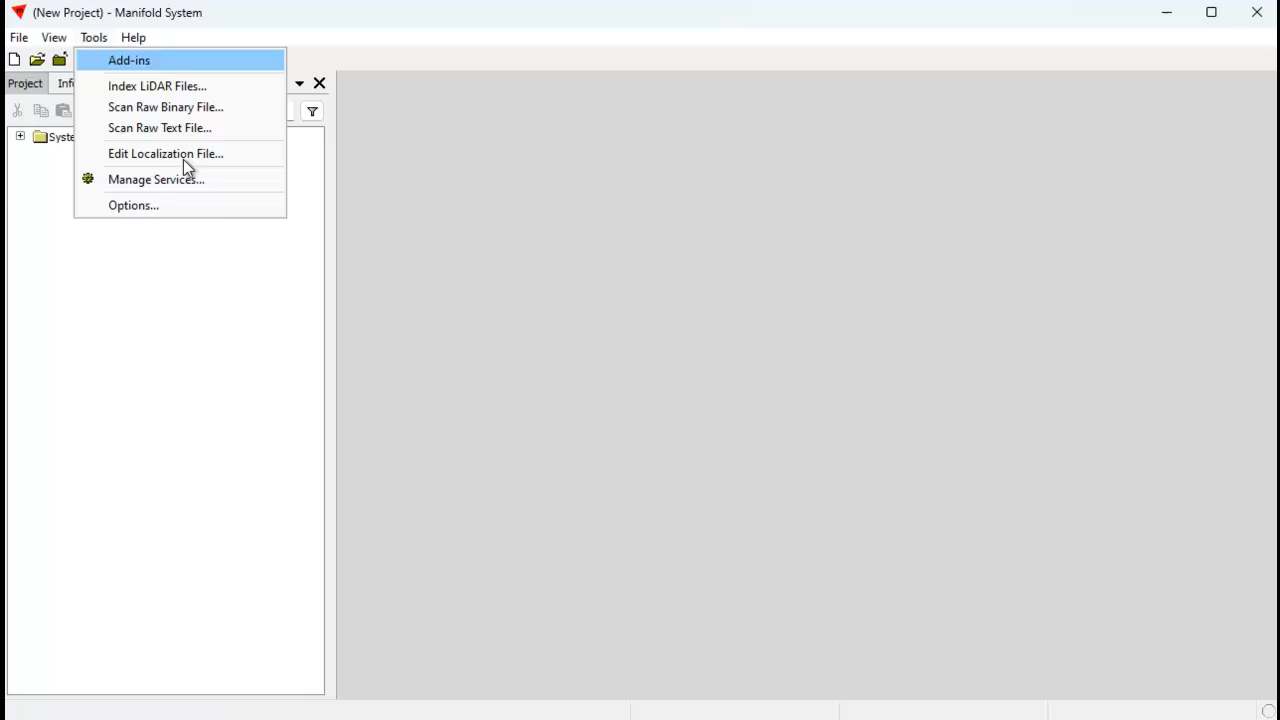 (New Project) - Manifold System
File View Tools Help
Add-ins
Project
Index LiDAR Files...
Scan Raw Binary File...
Scan Raw Text File...
Edit Localization File...
Manage Services...
Options...